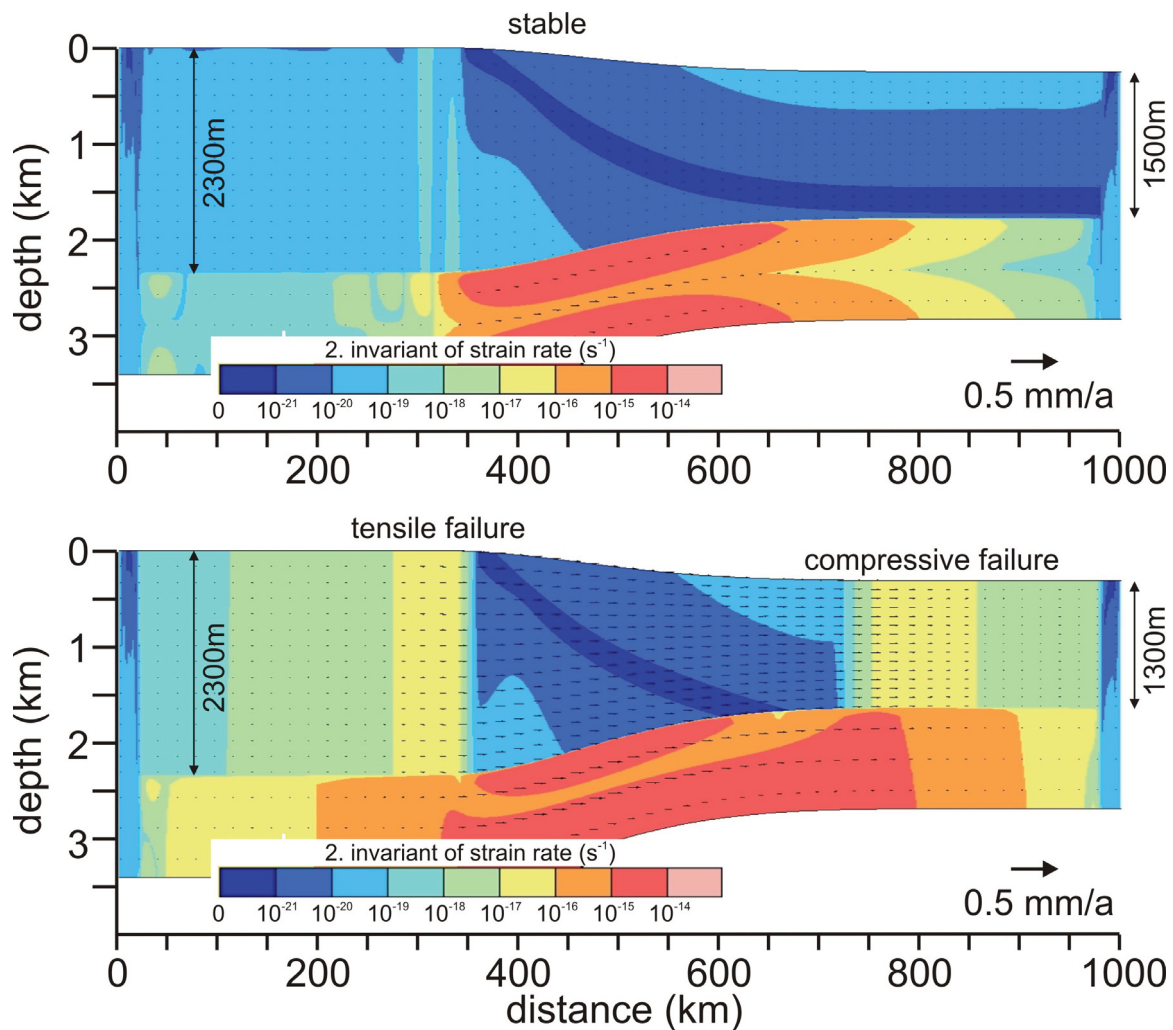 stable
0
1
2
3
depth (km)
2300m
1500m
2. invariant of strain rate (s⁻¹)
0 10⁻²¹ 10⁻²⁰ 10⁻¹⁹ 10⁻¹⁸ 10⁻¹⁷ 10⁻¹⁶ 10⁻¹⁵ 10⁻¹⁴
0.5 mm/a
0 200 400 600 800 1000
tensile failure
compressive failure
0
1
2
3
depth (km)
2300m
1300m
2. invariant of strain rate (s⁻¹)
0 10⁻²¹ 10⁻²⁰ 10⁻¹⁹ 10⁻¹⁸ 10⁻¹⁷ 10⁻¹⁶ 10⁻¹⁵ 10⁻¹⁴
0.5 mm/a
0 200 400 600 800 1000
distance (km)